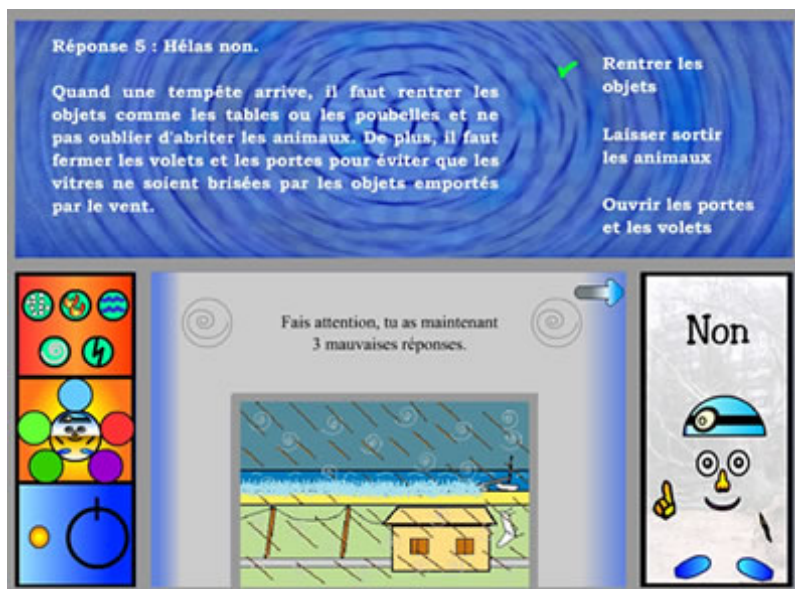 Réponse 5 : Hélas non.
Quand une tempête arrive, il faut rentrer les
objets comme les tables ou les poubelles et ne
pas oublier d'abriter les animaux. De plus, il faut
fermer les volets et les portes pour éviter que les
vitres ne soient brisées par les objets emportés
par le vent.
Rentrer les
objets
Laisser sortir
les animaux
Ouvrir les portes
et les volets
Fais attention, tu as maintenant
3 mauvaises réponses.
Non